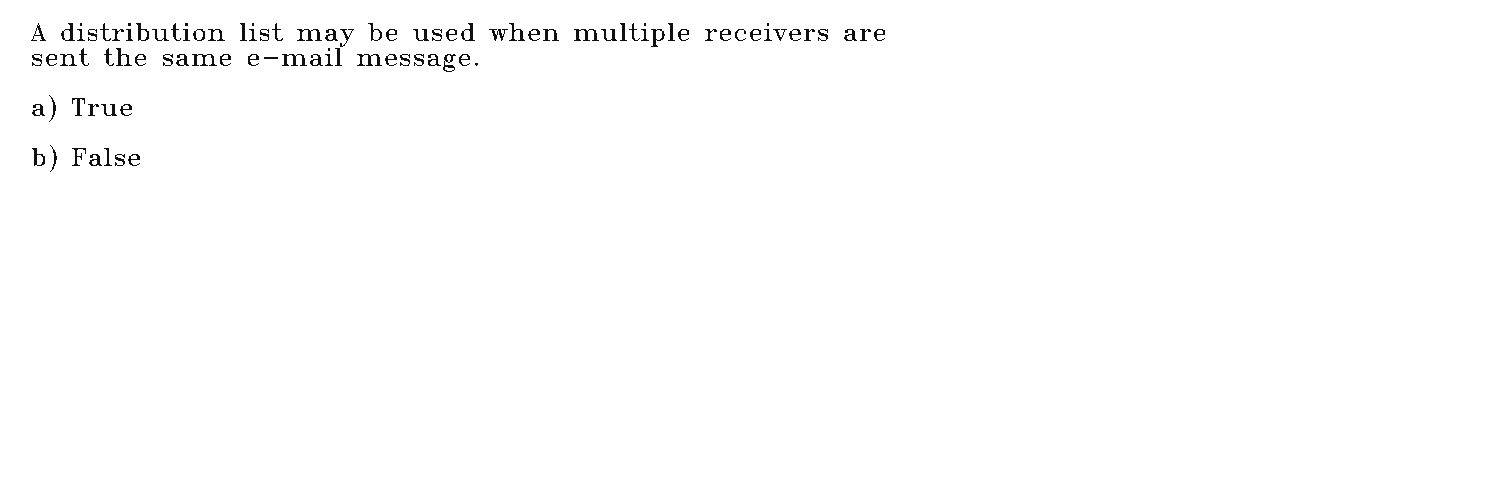 A distribution list may be used when multiple receivers are
sent the same e-mail message.
a) True
b) False